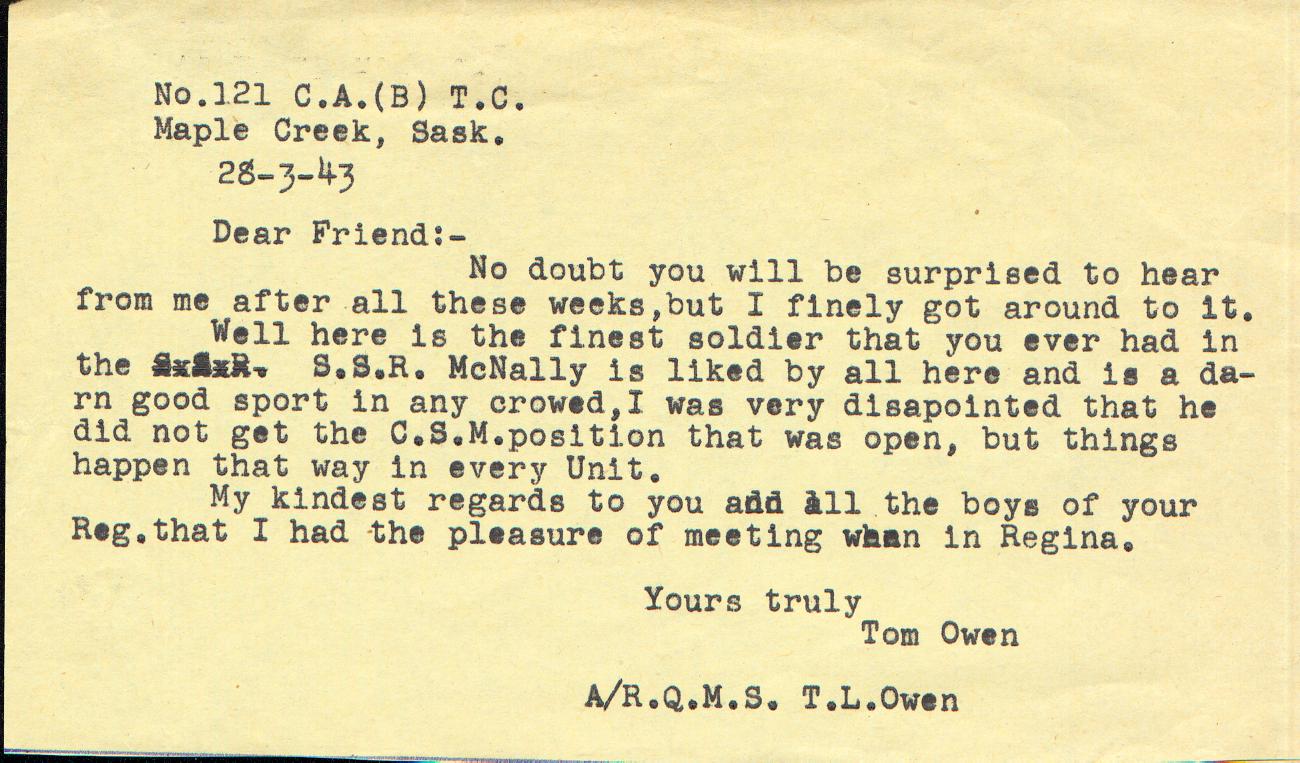 No.121 C.A.(B) T.C.
Maple Creek, Sask.
28-3-43
Dear Friend:-
No doubt you will be surprised to hear
from me after all these weeks,but I finely got around to it.
Well here is the finest soldier that you ever had in
the S.S.R. S.S.R. McNally is liked by all here and is a da-
rn good sport in any crowed,I was very disapointed that he
did not get the C.S.M.position that was open, but things
happen that way in every Unit.
My kindest regards to you and all the boys of your
Reg.that I had the pleasure of meeting when in Regina.
Yours truly
Tom Owen
A/R.Q.M.S. T.L.Owen